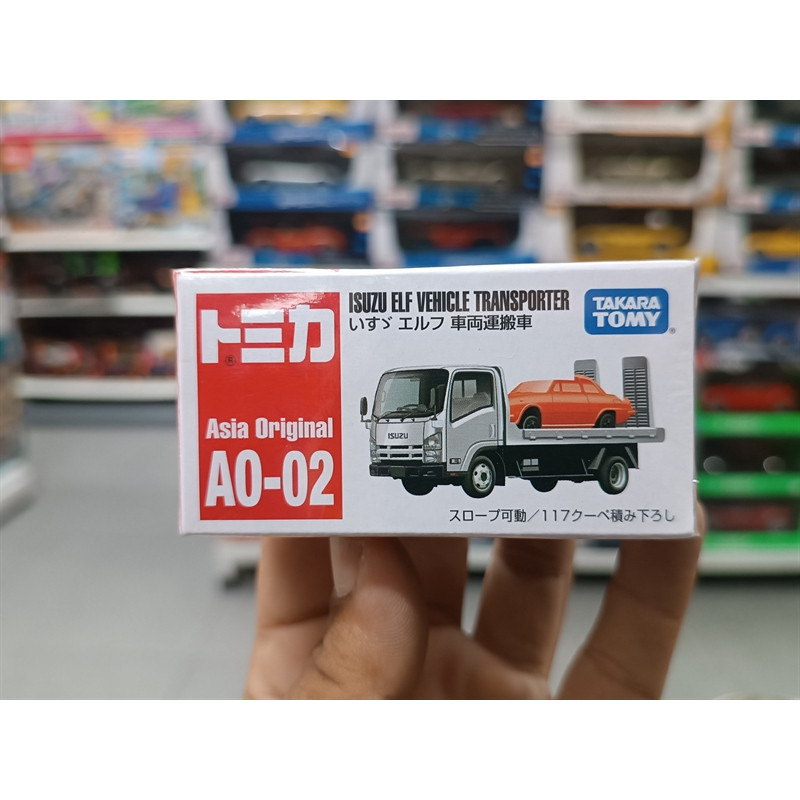 トミカ
Asia Original
AO-02
ISUZU ELF VEHICLE TRANSPORTER
いすゞ エルフ 車両運搬車
TAKARA
TOMY
ISUZU
スロープ可動/117クーペ積み下ろし